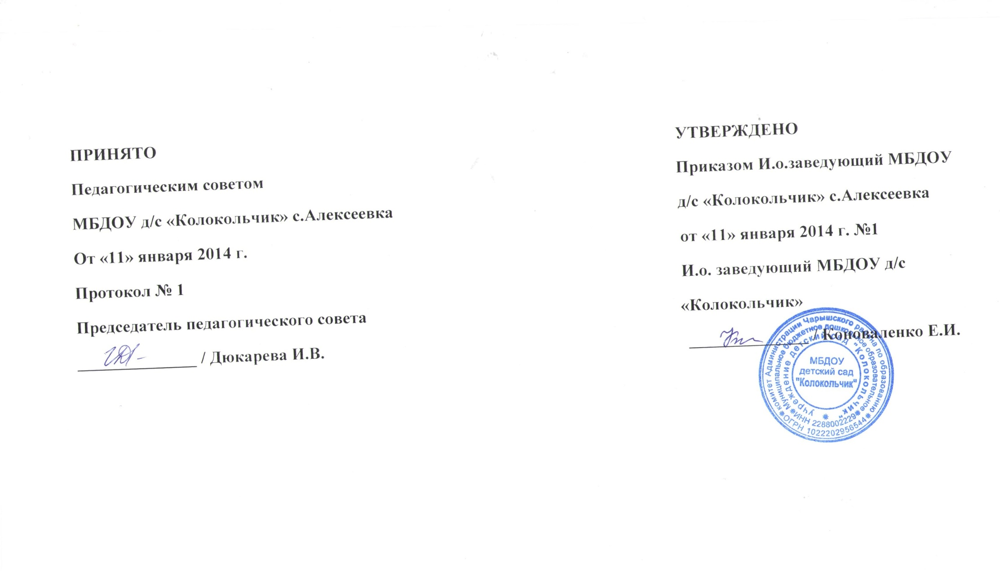 ПРИНЯТО
Педагогическим советом
МБДОУ д/с «Колокольчик» с.Алексеевка
От «11» января 2014 г.
Протокол № 1
Председатель педагогического совета
/ Дюкарева И.В.
УТВЕРЖДЕНО
Приказом И.о.заведующий МБДОУ
д/с «Колокольчик» с.Алексеевка
от «11» января 2014 г. №1
И.о. заведующий МБДОУ д/с
«Колокольчик»
/ Коноваленко Е.И.
комитет Администрации Чарышского района по образованию
ОГРН 1022202956544
Муниципальное бюджетное дошкольное образовательное
ИНН 2288002229
учреждение детский сад "Колокольчик"
МБДОУ
детский сад
"Колокольчик"